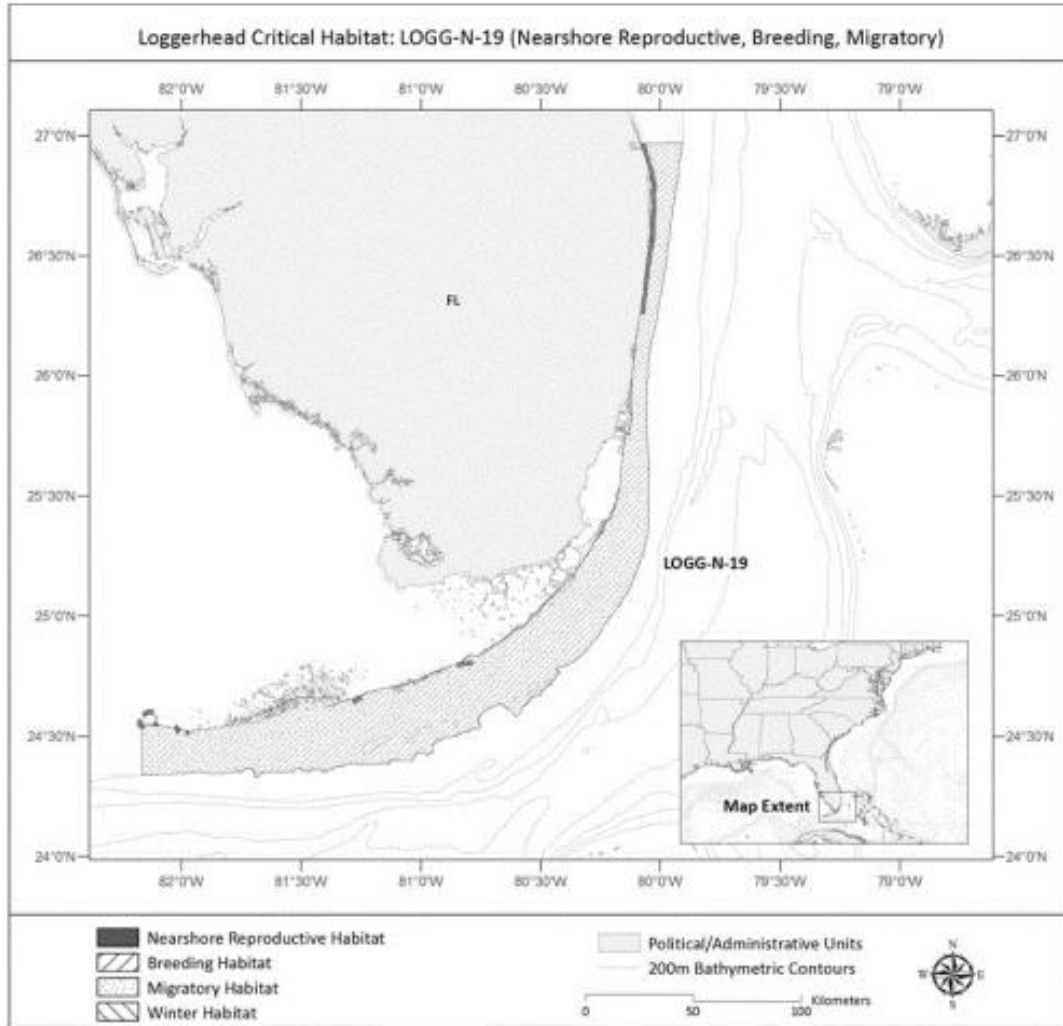 Loggerhead Critical Habitat: LOGG-N-19 (Nearshore Reproductive, Breeding, Migratory)
82°0'W 81°30'W 81°0'W 80°30'W 80°0'W 79°30'W 79°0'W
27°0'N 27°0'N
26°30'N 26°30'N
FL
26°0'N 26°0'N
25°30'N 25°30'N
LOGG-N-19
25°0'N 25°0'N
24°30'N 24°30'N
Map Extent
24°0'N 24°0'N
82°0'W 81°30'W 81°0'W 80°30'W 80°0'W 79°30'W 79°0'W
Nearshore Reproductive Habitat
Breeding Habitat
Migratory Habitat
Winter Habitat
Political/Administrative Units
200m Bathymetric Contours
Kilometers
0 50 100
N
W E
S